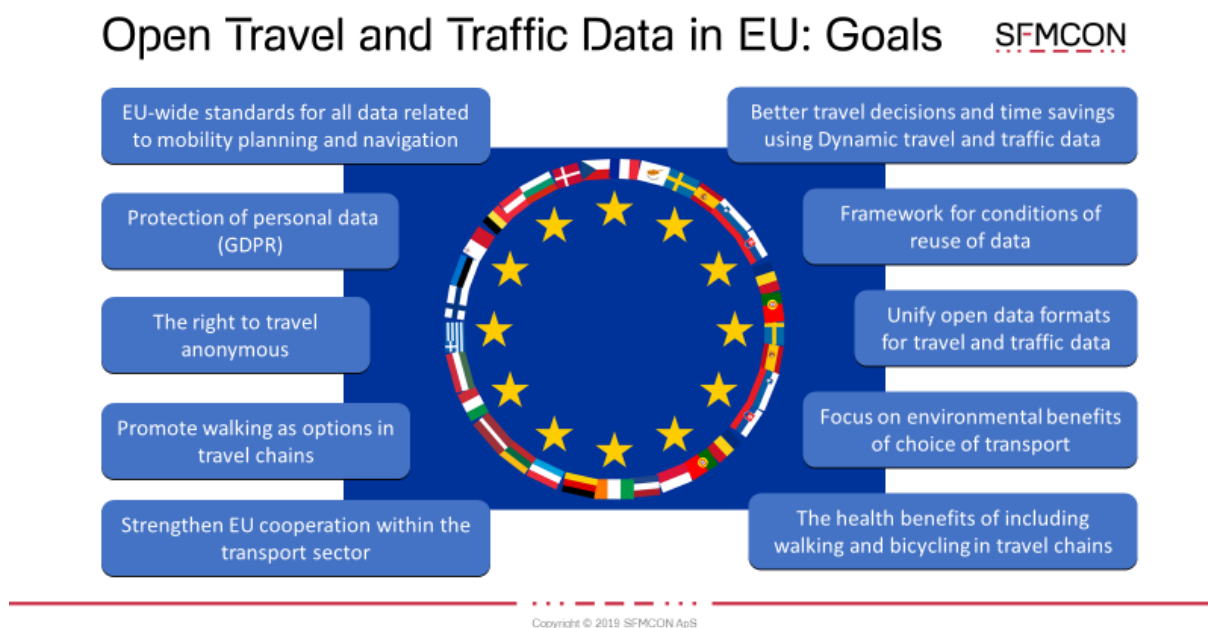 Open Travel and Traffic Data in EU: Goals
SFMCON
EU-wide standards for all data related
to mobility planning and navigation
Protection of personal data
(GDPR)
The right to travel
anonymous
Promote walking as options in
travel chains
Strengthen EU cooperation within the
transport sector
Better travel decisions and time savings
using Dynamic travel and traffic data
Framework for conditions of
reuse of data
Unify open data formats
for travel and traffic data
Focus on environmental benefits
of choice of transport
The health benefits of including
walking and bicycling in travel chains
Copyright © 2019 SFMCON ApS